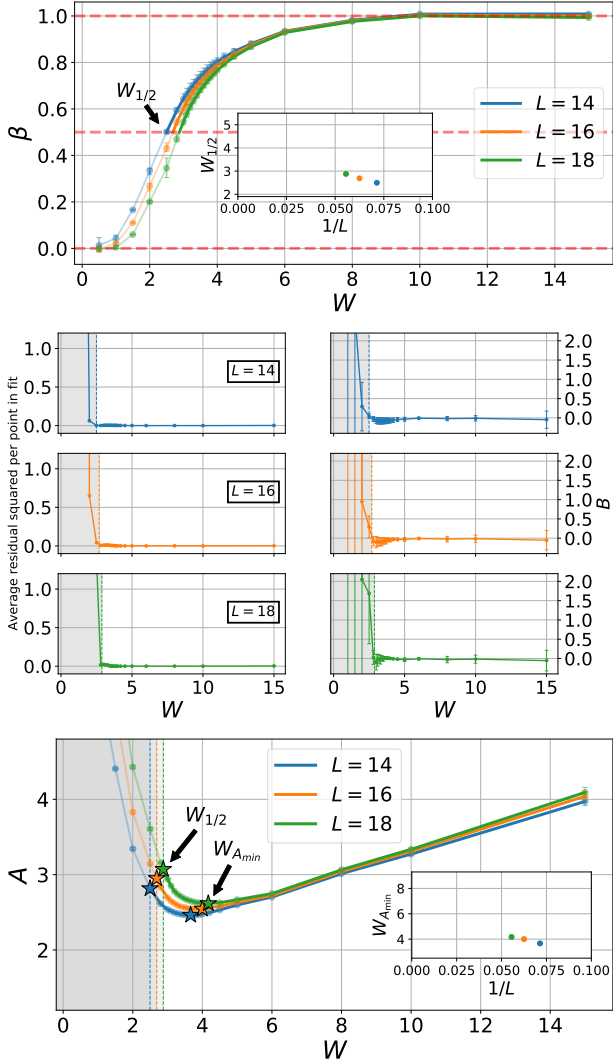 1.0
0.8
0.6
0.4
0.2
0.0
β
W1/2
L = 14
L = 16
L = 18
5
4
3
2
W1/2
0.000 0.025 0.050 0.075 0.100
1/L
0 2 4 6 8 10 12 14
W
Average residual squared per point in fit
1.0
0.5
0.0
L = 14
2.0
1.5
1.0
0.5
0.0
1.0
0.5
0.0
L = 16
2.0
1.5
1.0
0.5
0.0
B
1.0
0.5
0.0
L = 18
2.0
1.5
1.0
0.5
0.0
0 5 10 15
W
0 5 10 15
W
4
3
2
A
L = 14
L = 16
L = 18
W1/2
WAmin
8
6
4
WAmin
0.000 0.025 0.050 0.075 0.100
1/L
0 2 4 6 8 10 12 14
W